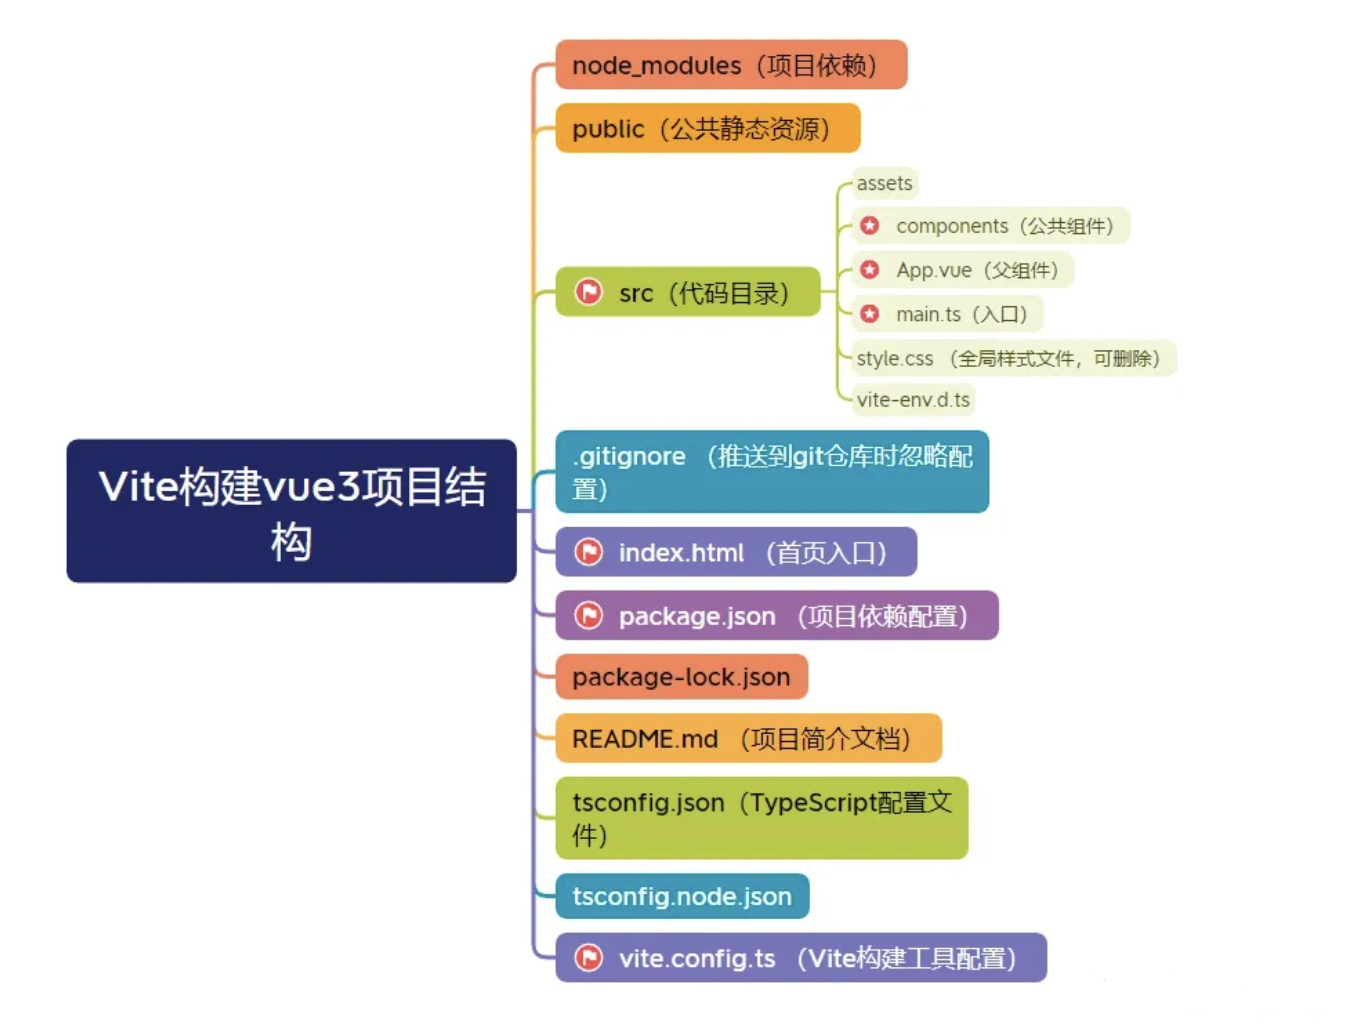 node_modules（项目依赖）
public（公共静态资源）
assets
components（公共组件）
App.vue（父组件）
src（代码目录）
main.ts（入口）
style.css （全局样式文件，可删除）
vite-env.d.ts
Vite构建vue3项目结
构
.gitignore （推送到git仓库时忽略配
置）
index.html （首页入口）
package.json （项目依赖配置）
package-lock.json
README.md （项目简介文档）
tsconfig.json（TypeScript配置文
件）
tsconfig.node.json
vite.config.ts （Vite构建工具配置）